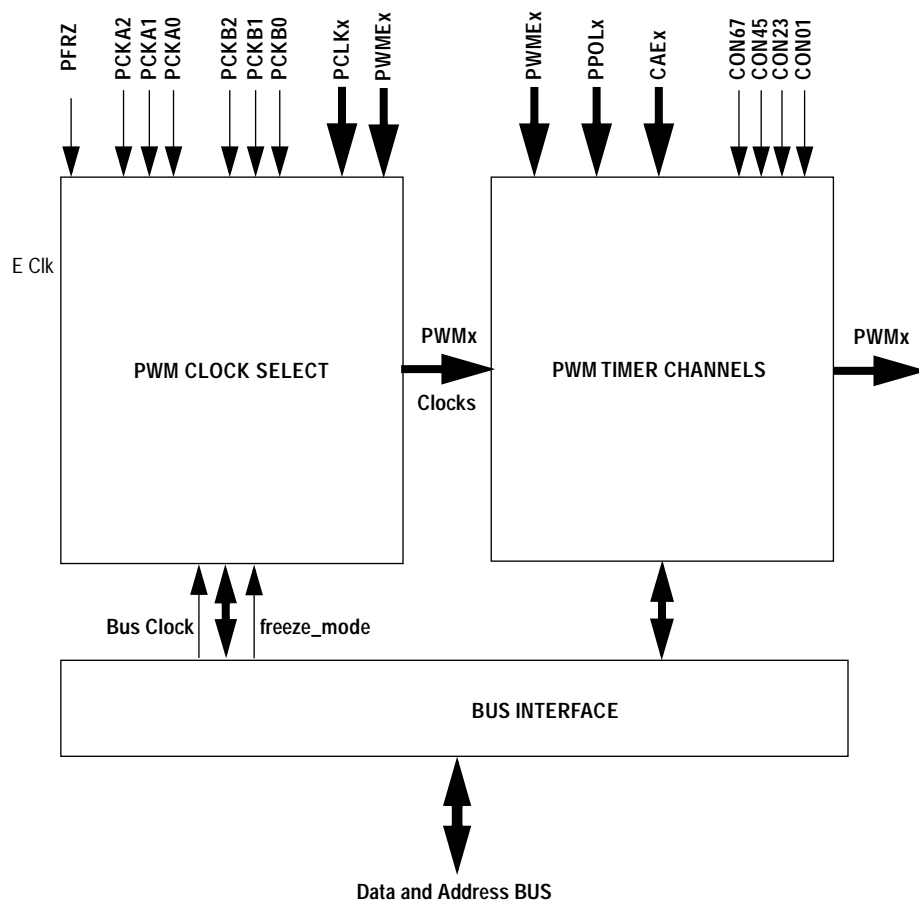 PFRZ
PCKA2
PCKA1
PCKA0
PCKB2
PCKB1
PCKB0
PCLKx
PWMEx
PWMEx
PPOLx
CAEx
CON67
CON45
CON23
CON01
E Clk
PWM CLOCK SELECT
PWMx
Clocks
PWM TIMER CHANNELS
PWMx
Bus Clock
freeze_mode
BUS INTERFACE
Data and Address BUS